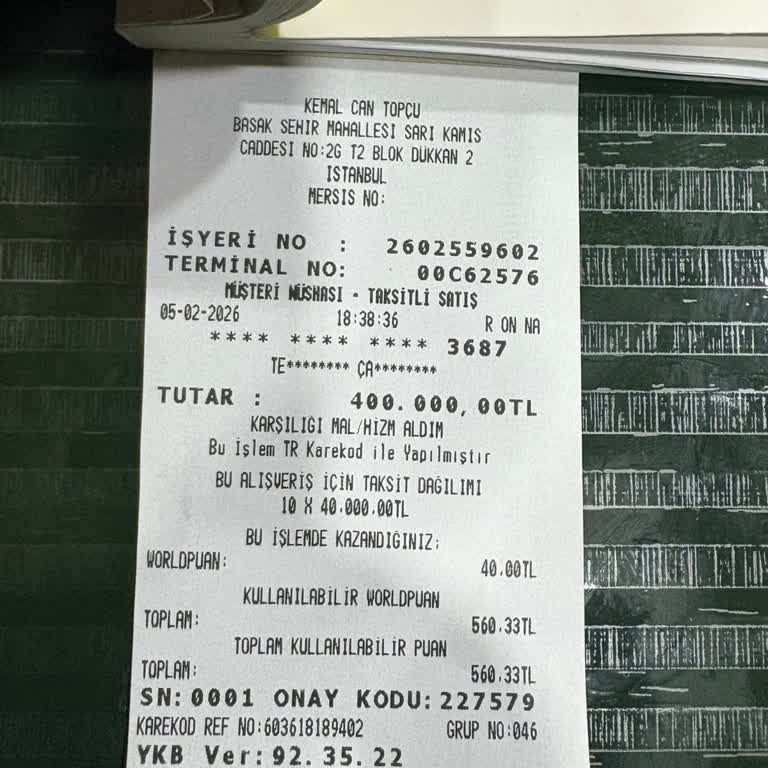 KEMAL CAN TOPÇU
BASAK SEHIR MAHALLESI SARI KAMIS
CADDESI NO:2G T2 BLOK DÜKKAN 2
ISTANBUL
MERSIS NO:
İŞYERİ NO : 2602559602
TERMİNAL NO: 00C62576
MÜŞTERİ NÜSHASI - TAKSİTLİ SATIŞ
05-02-2026 18:38:36 R ON NA
**** **** **** 3687
TE******** ÇA********
TUTAR : 400.000,00TL
KARŞILIĞI MAL/HİZM ALDIM
Bu İşlem TR Karekod ile Yapılmıştır
BU ALIŞVERİŞ İÇİN TAKSİT DAĞILIMI
10 X 40.000.00TL
BU İŞLEMDE KAZANDIĞINIZ;
WORLDPUAN: 40.00TL
KULLANILABİLİR WORLDPUAN
TOPLAM: 560.33TL
TOPLAM KULLANILABİLİR PUAN
TOPLAM: 560.33TL
SN:0001 ONAY KODU:227579
KAREKOD REF NO:603618189402 GRUP NO:046
YKB Ver:92.35.22